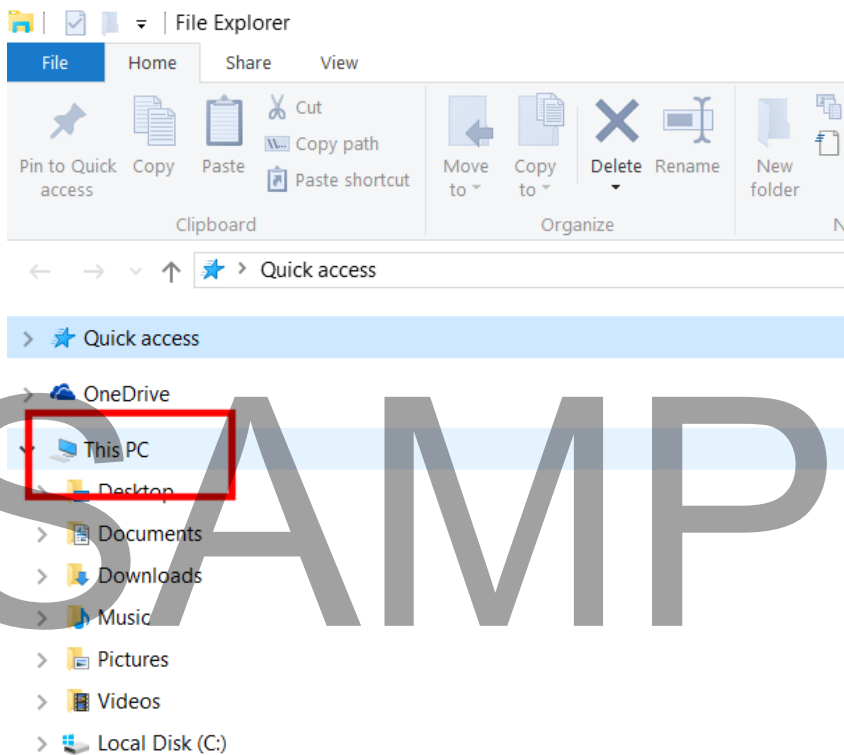 File Explorer
File Home Share View
Pin to Quick access
Copy
Paste
Cut
Copy path
Paste shortcut
Clipboard
Move to
Copy to
Delete
Rename
Organize
New folder
N
W...
Quick access
Quick access
OneDrive
This PC
Desktop
Documents
Downloads
Music
Pictures
Videos
Local Disk (C:)
SAMP